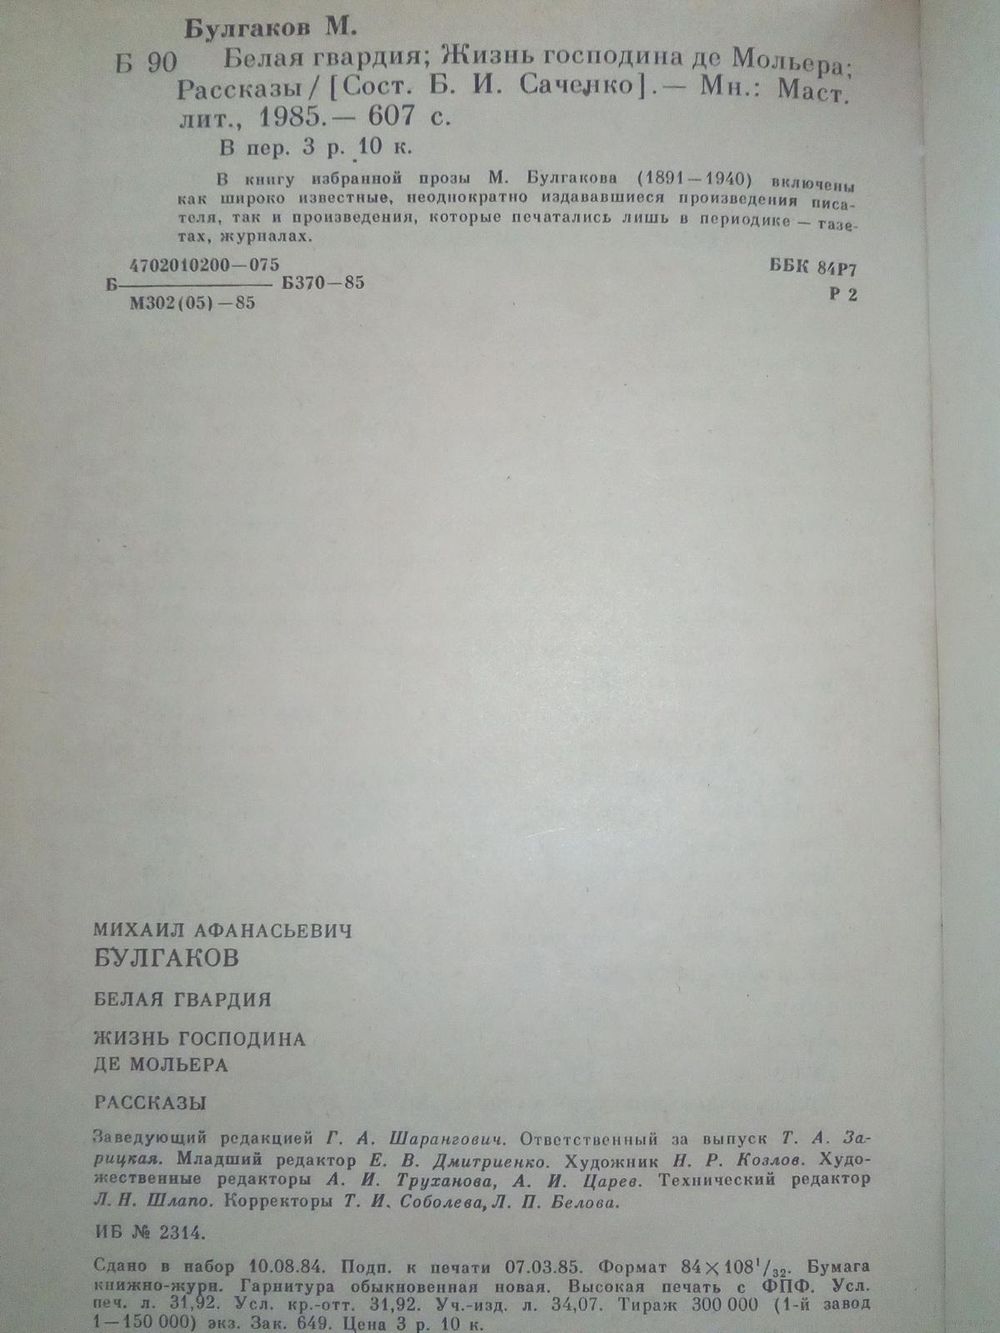 Булгаков М.
Б 90 Белая гвардия; Жизнь господина де Мольера;
Рассказы / [Сост. Б. И. Саченко]. — Мн.: Маст.
лит., 1985. — 607 с.
В пер. 3 р. 10 к.
В книгу избранной прозы М. Булгакова (1891—1940) включены
как широко известные, неоднократно издававшиеся произведения писа-
теля, так и произведения, которые печатались лишь в периодике — газе-
тах, журналах.
4702010200—075
Б———— Б370—85
М302(05)—85
ББК 84Р7
Р 2
МИХАИЛ АФАНАСЬЕВИЧ
БУЛГАКОВ
БЕЛАЯ ГВАРДИЯ
ЖИЗНЬ ГОСПОДИНА
ДЕ МОЛЬЕРА
РАССКАЗЫ
Заведующий редакцией Г. А. Шарангович. Ответственный за выпуск Т. А. За-
рицкая. Младший редактор Е. В. Дмитриенко. Художник Н. Р. Козлов. Худо-
жественные редакторы А. И. Труханова, А. И. Царев. Технический редактор
Л. Н. Шлапо. Корректоры Т. И. Соболева, Л. П. Белова.
ИБ № 2314.
Сдано в набор 10.08.84. Подп. к печати 07.03.85. Формат 84×108¹/₃₂. Бумага
книжно-журн. Гарнитура обыкновенная новая. Высокая печать с ФПФ. Усл.
печ. л. 31,92. Усл. кр.-отт. 31,92. Уч.-изд. л. 34,07. Тираж 300 000 (1-й завод
1—150 000) экз. Зак. 649. Цена 3 р. 10 к.